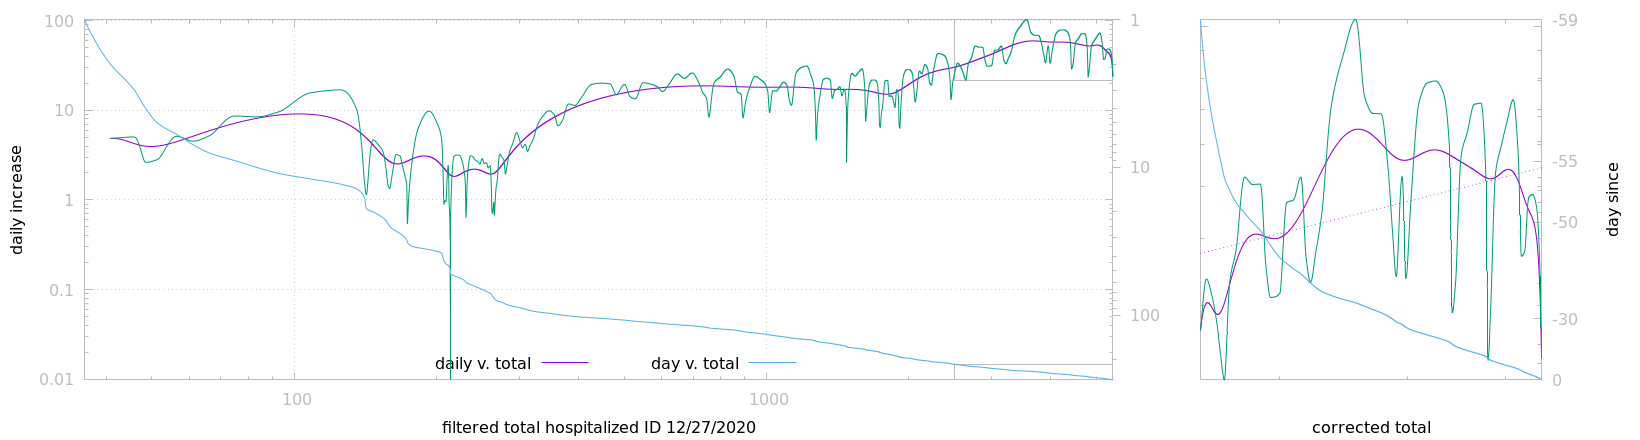 100
10
1
0.1
0.01
daily increase
100
1000
filtered total hospitalized ID 12/27/2020
daily v. total
day v. total
1
10
100
-59
-55
-50
-30
0
day since
corrected total